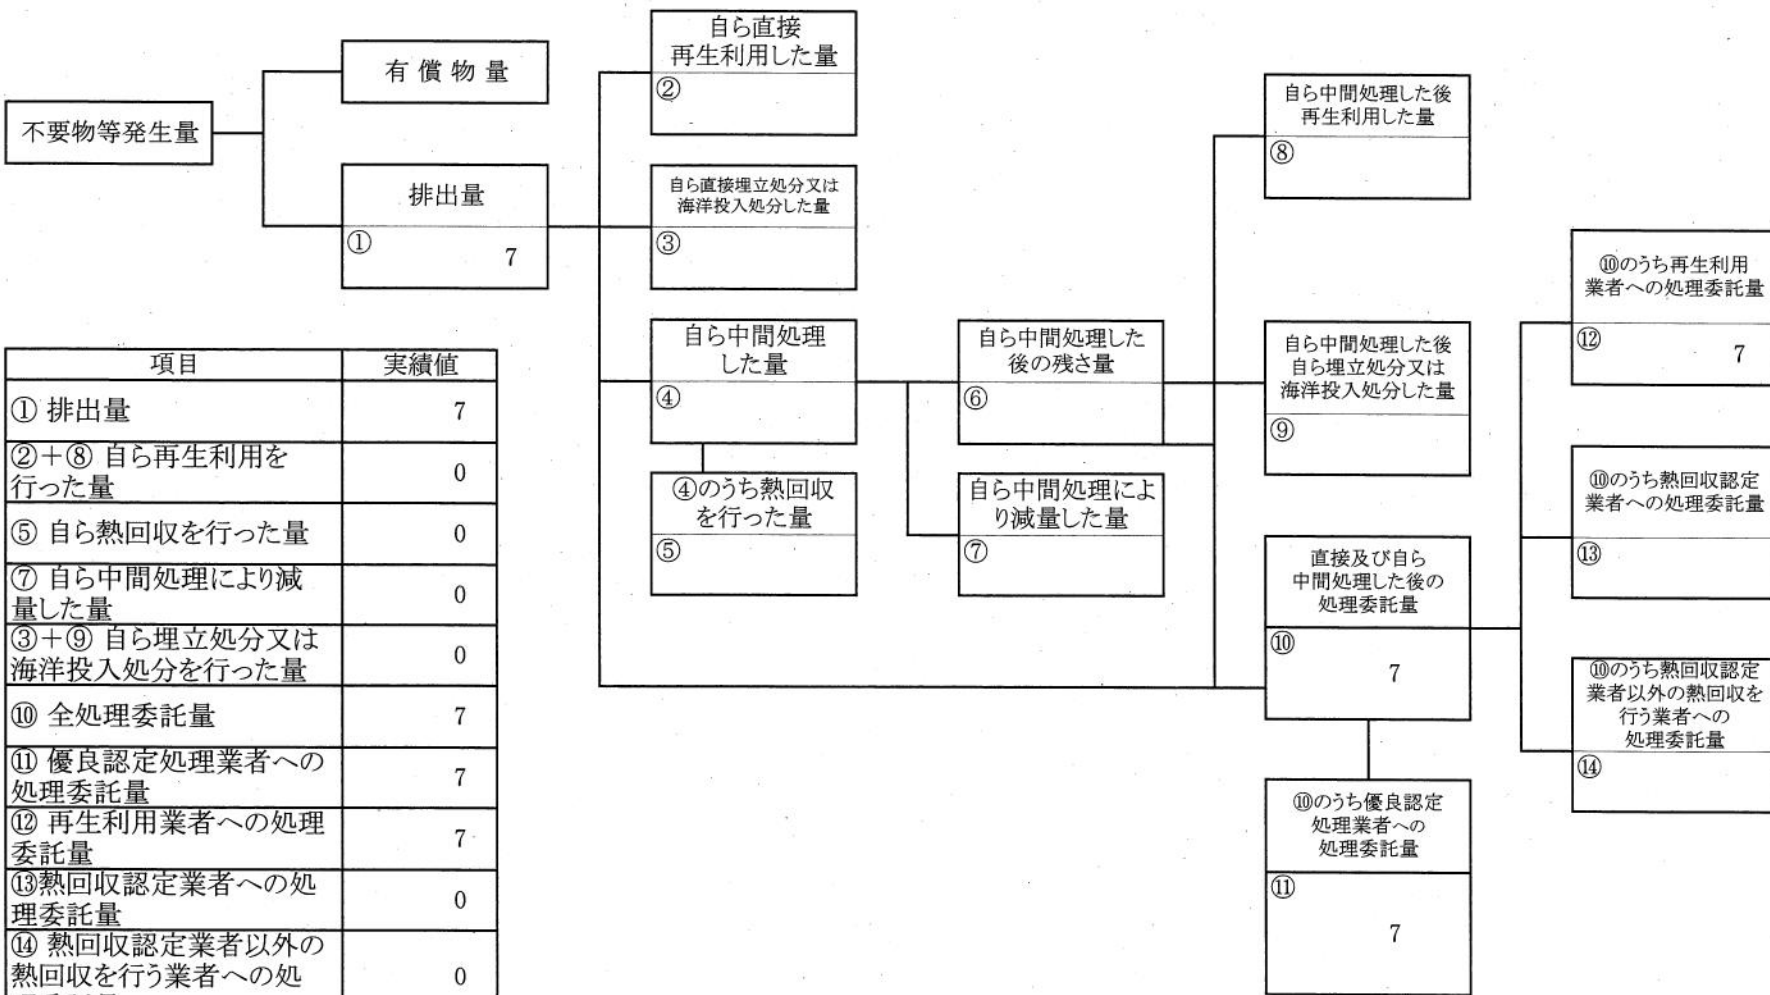 不要物等発生量
有償物量
排出量
①
7
自ら直接
再生利用した量
②
自ら直接埋立処分又は
海洋投入処分した量
③
自ら中間処理
した量
④
④のうち熱回収
を行った量
⑤
自ら中間処理した
後の残さ量
⑥
自ら中間処理によ
り減量した量
⑦
自ら中間処理した後
再生利用した量
⑧
自ら中間処理した後
自ら埋立処分又は
海洋投入処分した量
⑨
直接及び自ら
中間処理した後の
処理委託量
⑩
7
⑩のうち優良認定
処理業者への
処理委託量
⑪
7
⑩のうち再生利用
業者への処理委託量
⑫
7
⑩のうち熱回収認定
業者への処理委託量
⑬
⑩のうち熱回収認定
業者以外の熱回収を
行う業者への
処理委託量
⑭
項目 実績値
① 排出量 7
②+⑧ 自ら再生利用を
行った量 0
⑤ 自ら熱回収を行った量 0
⑦ 自ら中間処理により減
量した量 0
③+⑨ 自ら埋立処分又は
海洋投入処分を行った量 0
⑩ 全処理委託量 7
⑪ 優良認定処理業者への
処理委託量 7
⑫ 再生利用業者への処理
委託量 7
⑬熱回収認定業者への処
理委託量 0
⑭ 熱回収認定業者以外の
熱回収を行う業者への処 0